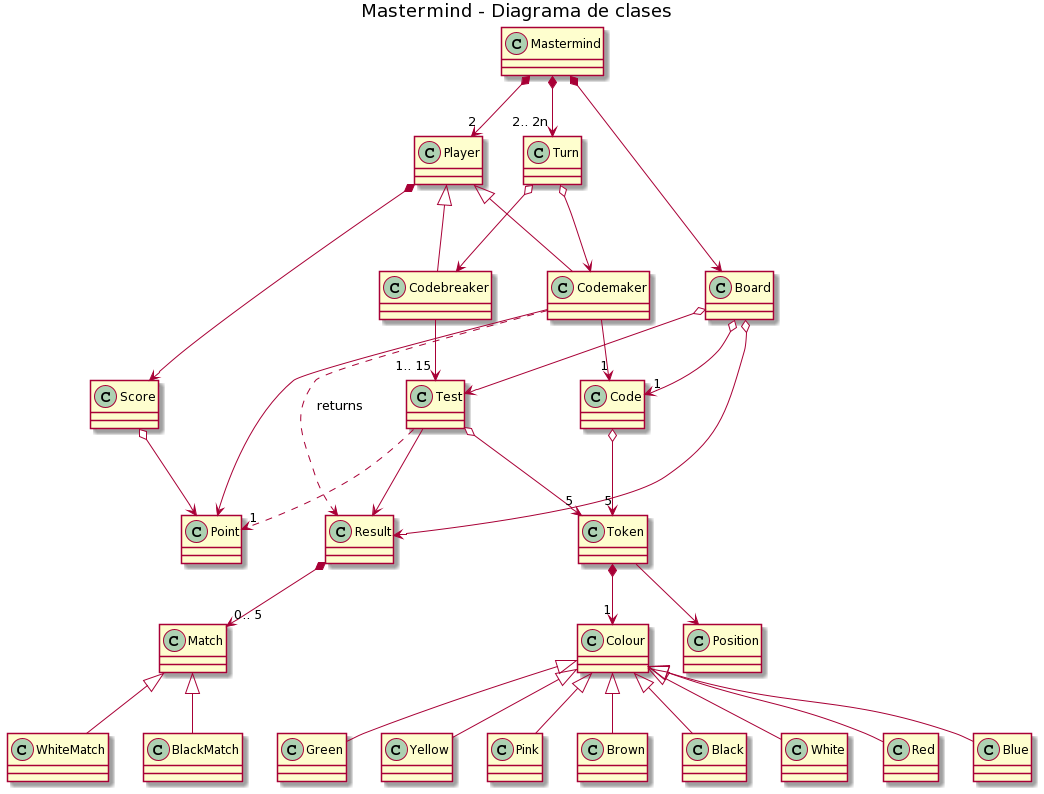 Mastermind - Diagrama de clases
C Mastermind
2
2.. 2n
C Player
C Turn
C Codebreaker
C Codemaker
C Board
1.. 15
1
1
C Score
returns
C Test
C Code
1
5
5
C Point
C Result
C Token
0.. 5
1
C Match
C Colour
C Position
C WhiteMatch
C BlackMatch
C Green
C Yellow
C Pink
C Brown
C Black
C White
C Red
C Blue